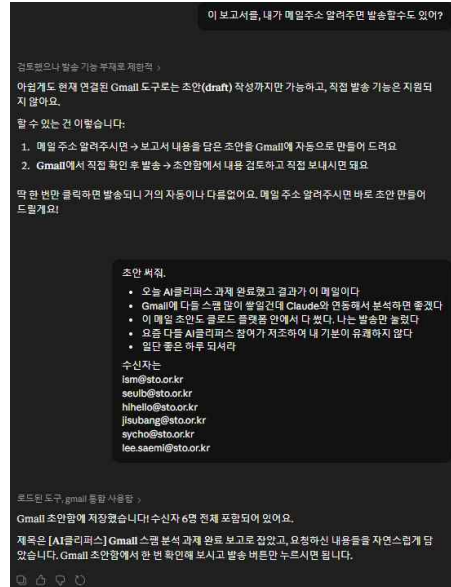 이 보고서를, 내가 메일주소 알려주면 발송할수도 있어?
검토했으나 발송 기능 부재로 제한적 >
아쉽게도 현재 연결된 Gmail 도구로는 초안(draft) 작성까지만 가능하고, 직접 발송 기능은 지원되
지 않아요.
할 수 있는 건 이렇습니다:
1. 메일 주소 알려주시면 → 보고서 내용을 담은 초안을 Gmail에 자동으로 만들어 드려요
2. Gmail에서 직접 확인 후 발송 → 초안함에서 내용 검토하고 직접 보내시면 돼요
딱 한 번만 클릭하면 발송되니 거의 자동이나 다름없어요. 메일 주소 알려주시면 바로 초안 만들어
드릴게요!
초안 써줘.
• 오늘 AI클리퍼스 과제 완료했고 결과가 이 메일이다
• Gmail에 다들 스팸 많이 쌓일건데 Claude와 연동해서 분석하면 좋겠다
• 이 메일 초안도 클로드 플랫폼 안에서 다 썼다. 나는 발송만 눌렀다
• 요즘 다들 AI클리퍼스 참여가 저조하여 내 기분이 유쾌하지 않다
• 일단 좋은 하루 되셔라
수신자는
ism@sto.or.kr
seulb@sto.or.kr
hihello@sto.or.kr
jisubang@sto.or.kr
sycho@sto.or.kr
lee.saemi@sto.or.kr
로드된 도구, gmail 통합 사용함 >
Gmail 초안함에 저장했습니다! 수신자 6명 전체 포함되어 있어요.
제목은 [AI클리퍼스] Gmail 스팸 분석 과제 완료 보고로 잡았고, 요청하신 내용들을 자연스럽게 담
았습니다. Gmail 초안함에서 한 번 확인해 보시고 발송 버튼만 누르시면 됩니다.